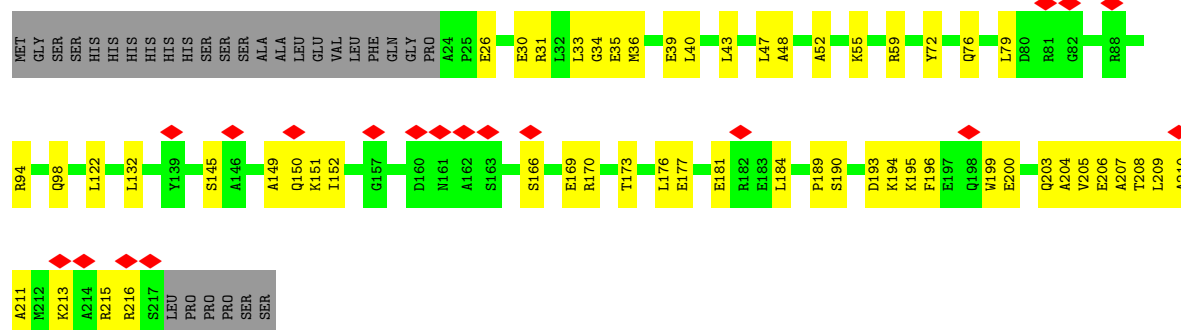 MET GLY SER SER HIS HIS HIS HIS HIS HIS SER SER SER ALA ALA LEU GLU VAL LEU PHE GLN GLY PRO A24 P25 E26 E30 R31 L32 L33 G34 E35 M36 E39 L40 L43 L47 A48 A52 K55 R59 Y72 Q76 L79 D80 R81 G82 R88
R94 Q98 L122 L132 Y139 S145 A146 A149 Q150 K151 I152 G157 D160 N161 A162 S163 S166 E169 R170 T173 L176 E177 E181 R182 E183 L184 P189 S190 D193 K194 K195 F196 E197 Q198 W199 E200 Q203 A204 V205 E206 A207 T208 L209
A211 M212 K213 A214 R215 R216 S217 LEU PRO PRO PRO SER SER